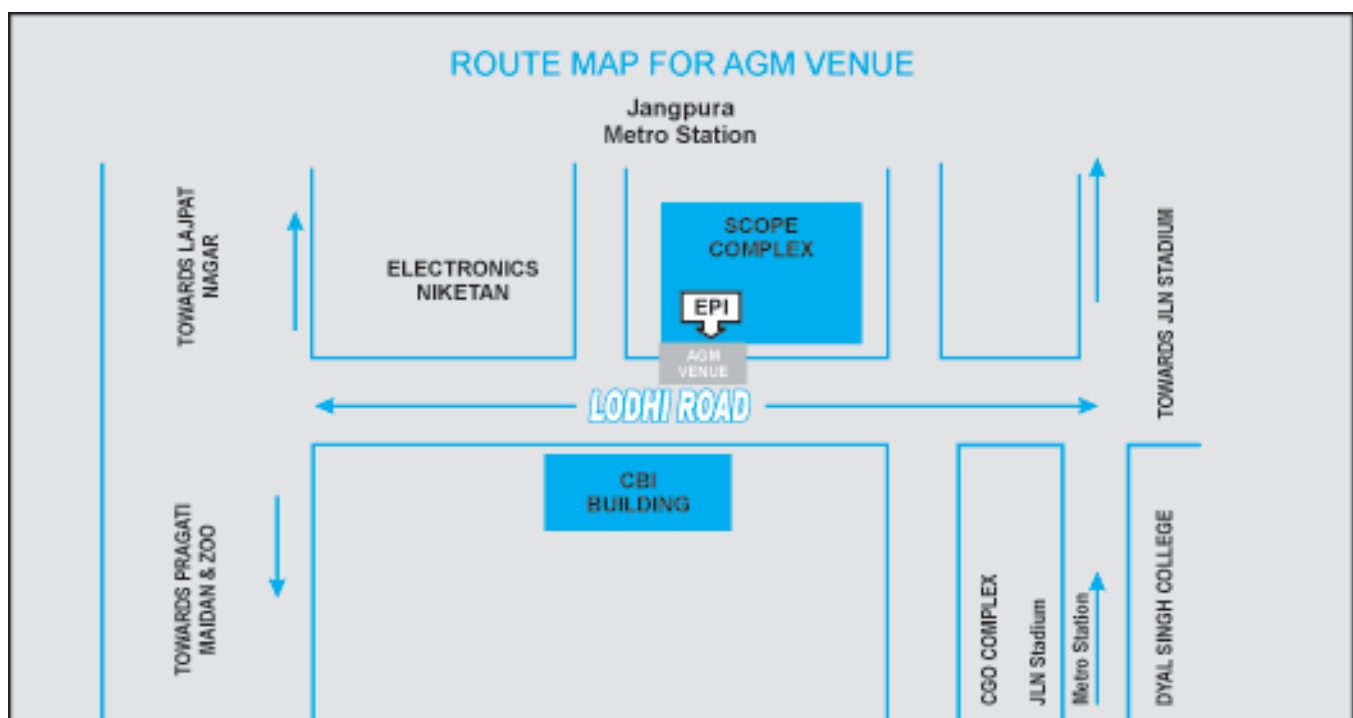 ROUTE MAP FOR AGM VENUE
Jangpura
Metro Station
TOWARDS LAJPAT
NAGAR
ELECTRONICS
NIKETAN
SCOPE
COMPLEX
EPI
AGM
VENUE
TOWARDS JLN STADIUM
LODHI ROAD
CBI
BUILDING
TOWARDS PRAGATI
MAIDAN & ZOO
CGO COMPLEX
JLN Stadium
Metro Station
DYAL SINGH COLLEGE